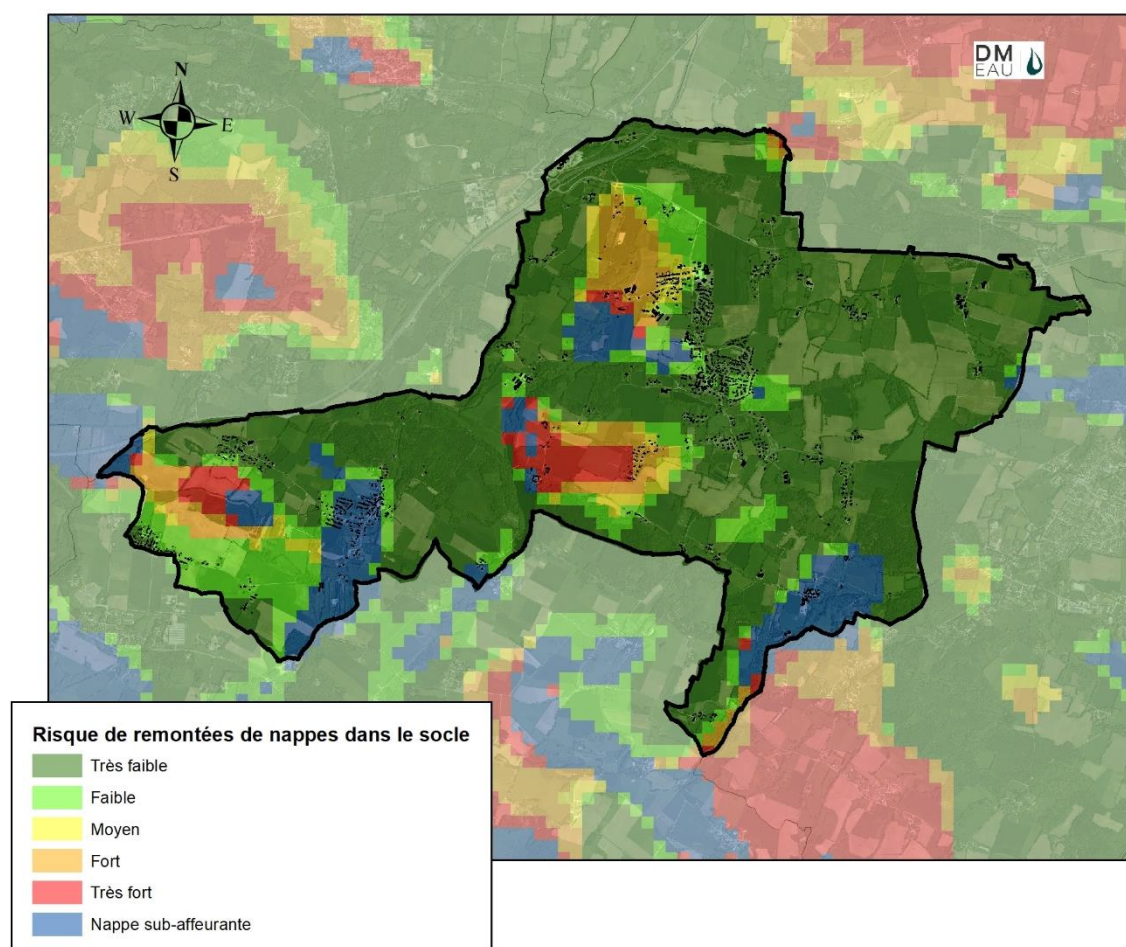 DM
EAU
N
W
E
S
Risque de remontées de nappes dans le socle
Très faible
Faible
Moyen
Fort
Très fort
Nappe sub-affeurante